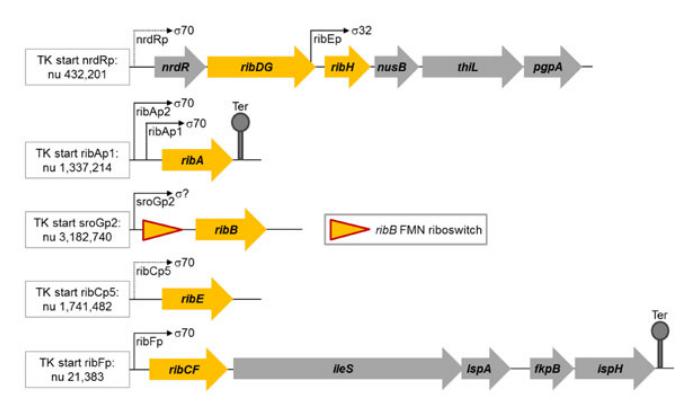 ribEp σ32
nrdRp σ70
TK start nrdRp:
nu 432,201
nrdR ribDG ribH nusB thiL pgpA
Ter
ribAp2 σ70
ribAp1 σ70
TK start ribAp1:
nu 1,337,214
ribA
sroGp2 σ?
TK start sroGp2:
nu 3,182,740
ribB
ribB FMN riboswitch
ribCp5 σ70
TK start ribCp5:
nu 1,741,482
ribE
Ter
ribFp σ70
TK start ribFp:
nu 21,383
ribCF ileS lspA fkpB ispH